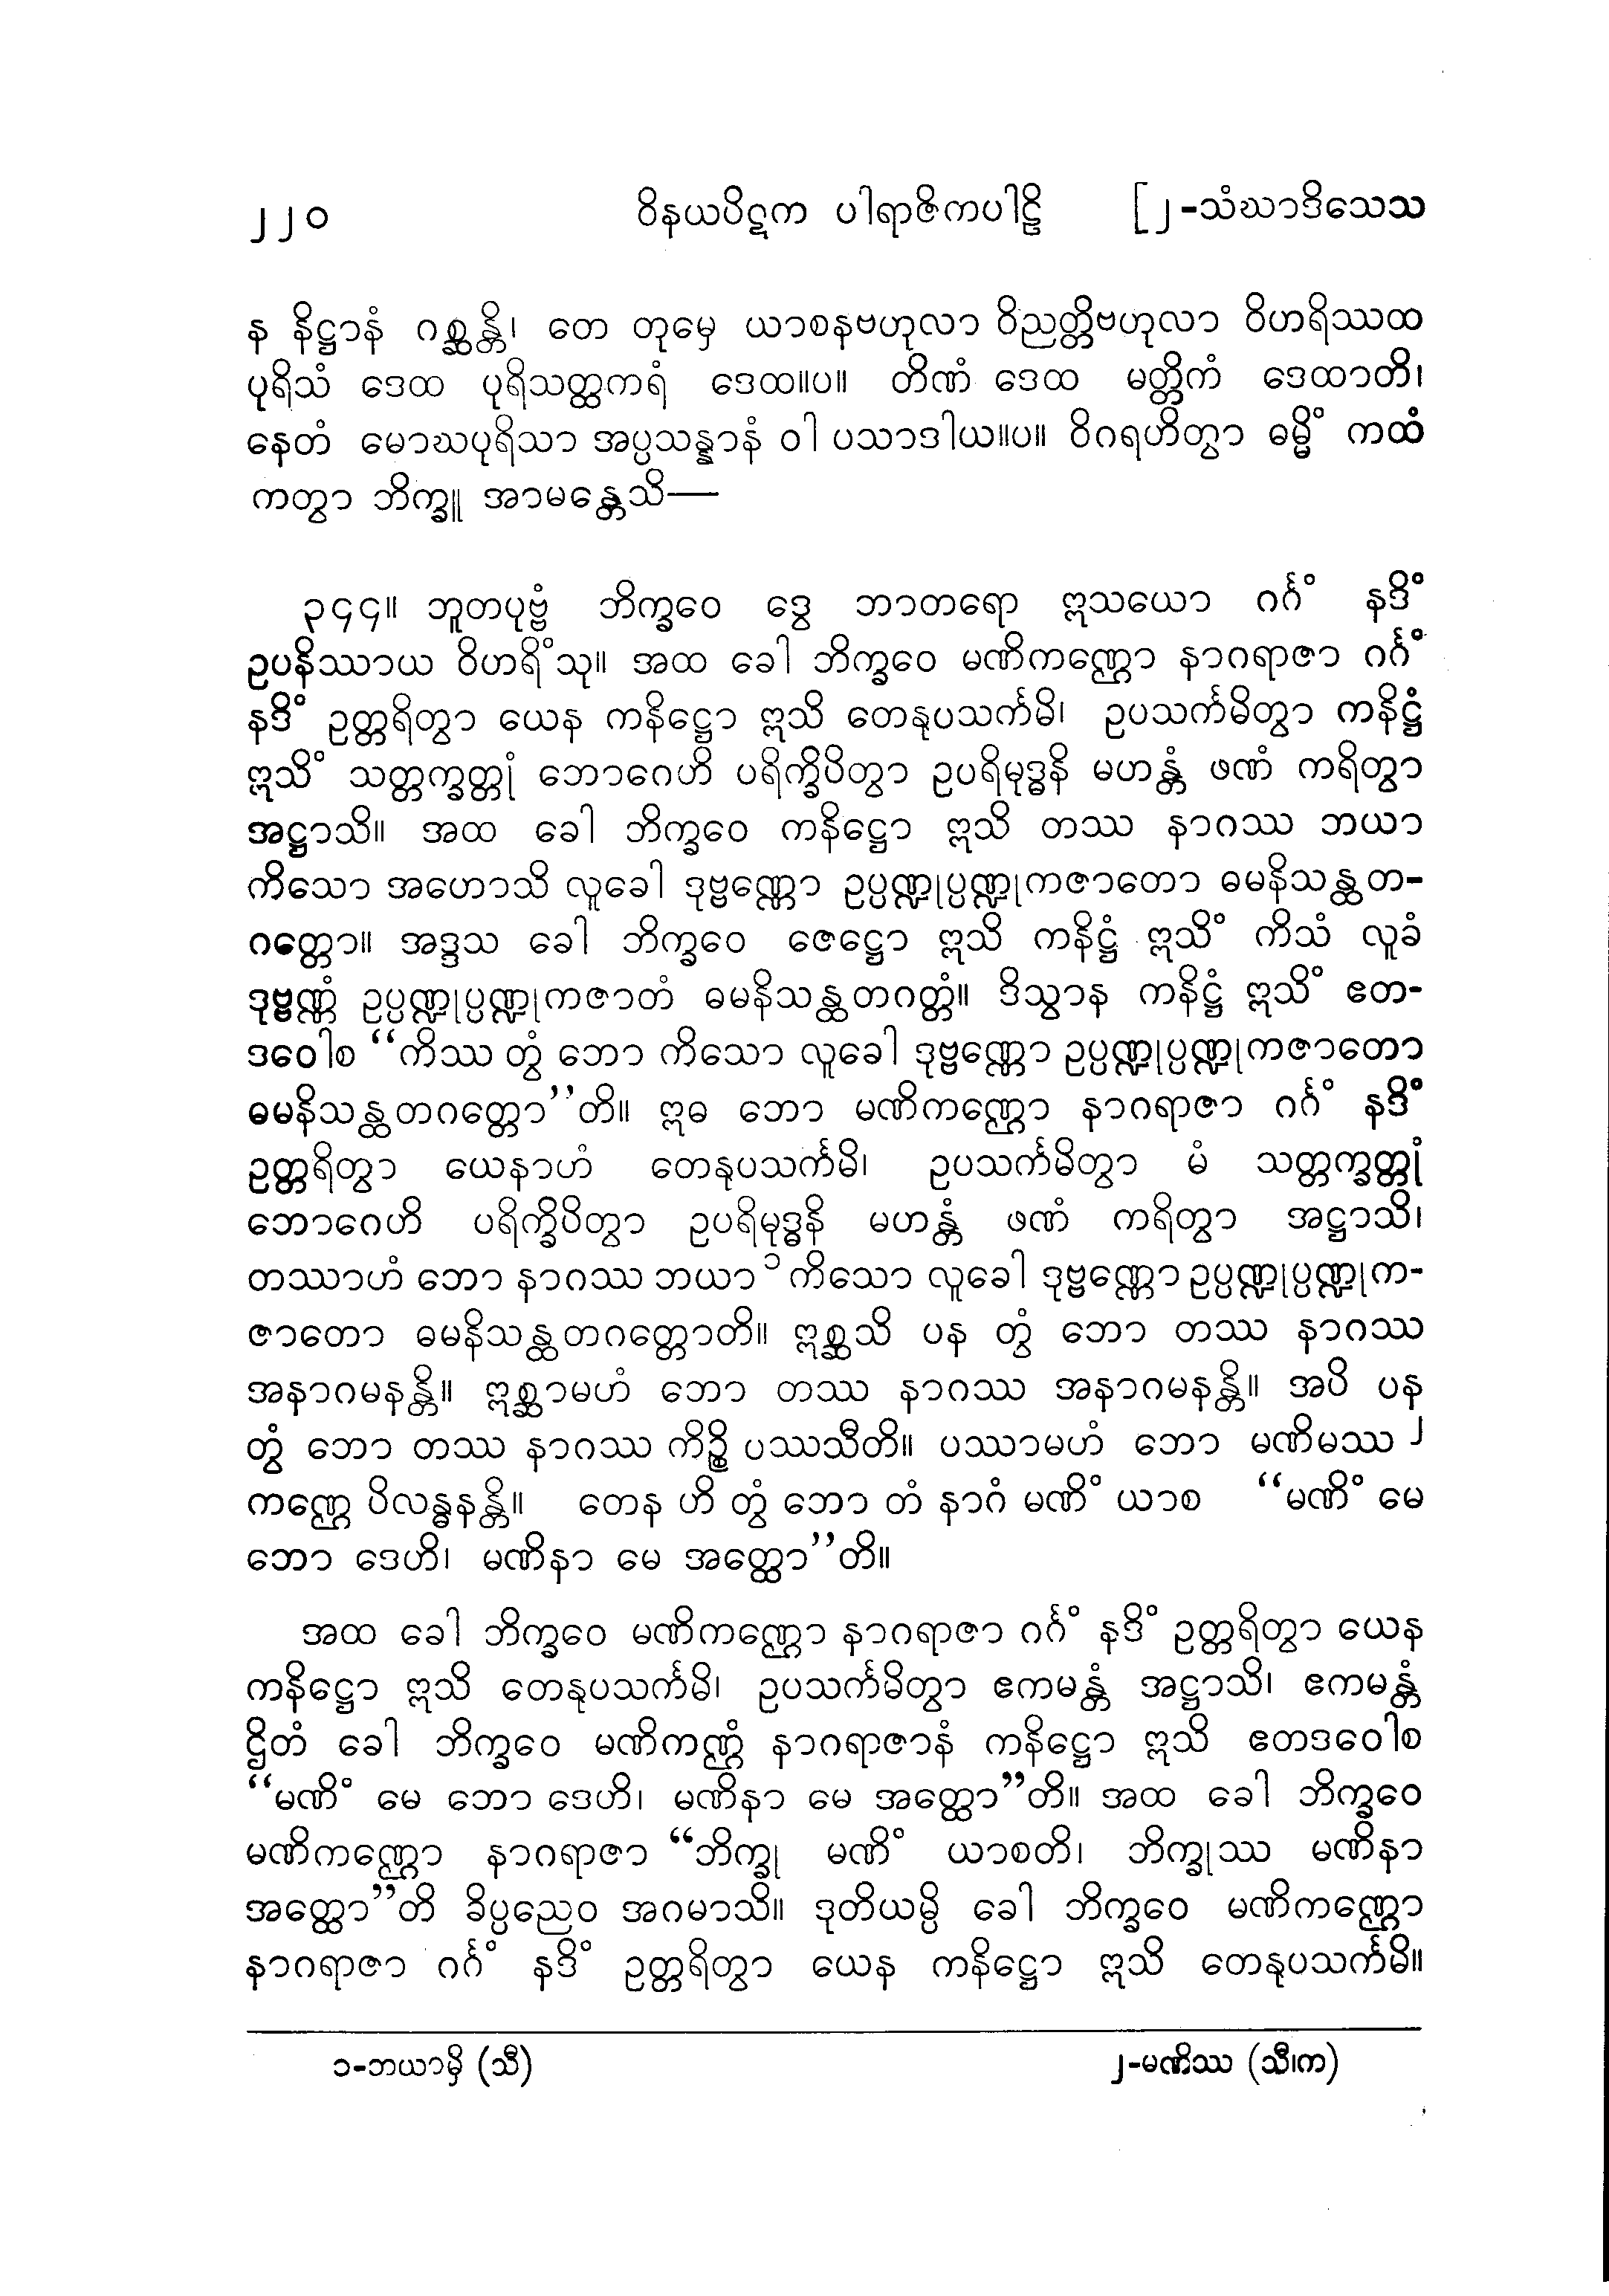 ၂၂၀ ဝိနယပိဋက ပါရာဇိကပါဠိ [၂-သံဃာဒိသေသ
န နိဋ္ဌာနံ ဂစ္ဆန္တိ၊ တေ တုမှေ ယာစနဗဟုလာ ဝိညတ္တိဗဟုလာ ဝိဟရိဿထ
ပုရိသံ ဒေထ ပုရိသတ္ထကရံ ဒေထ။ပ။ တိဏံ ဒေထ မတ္တိကံ ဒေထာတိ၊
နေတံ မောဃပုရိသာ အပ္ပသန္နာနံ ဝါ ပသာဒါယ။ပ။ ဝိဂရဟိတွာ ဓမ္မိံ ကထံ
ကတွာ ဘိက္ခူ အာမန္တေသိ—
၃၄၄။ ဘူတပုဗ္ဗံ ဘိက္ခဝေ ဒွေ ဘာတရော ဣသယော ဂင်္ဂံ နဒိံ
ဥပနိဿာယ ဝိဟရိံသု။ အထ ခေါ ဘိက္ခဝေ မဏိကဏ္ဌော နာဂရာဇာ ဂင်္ဂံ
နဒိံ ဥတ္တရိတွာ ယေန ကနိဋ္ဌော ဣသိ တေနုပသင်္ကမိ၊ ဥပသင်္ကမိတွာ ကနိဋ္ဌံ
ဣသိံ သတ္တက္ခတ္တုံ ဘောဂေဟိ ပရိက္ခိပိတွာ ဥပရိမုဒ္ဓနိ မဟန္တံ ဖဏံ ကရိတွာ
အဋ္ဌာသိ။ အထ ခေါ ဘိက္ခဝေ ကနိဋ္ဌော ဣသိ တဿ နာဂဿ ဘယာ
ကိသော အဟောသိ လူခေါ ဒုဗ္ဗဏ္ဏော ဥပ္ပဏ္ဍုပ္ပဏ္ဍုကဇာတော ဓမနိသန္ထတ-
ဂတ္တော။ အဒ္ဒသ ခေါ ဘိက္ခဝေ ဇေဋ္ဌော ဣသိ ကနိဋ္ဌံ ဣသိံ ကိသံ လူခံ
ဒုဗ္ဗဏ္ဏံ ဥပ္ပဏ္ဍုပ္ပဏ္ဍုကဇာတံ ဓမနိသန္ထတဂတ္တံ။ ဒိသွာန ကနိဋ္ဌံ ဣသိံ ဧတ-
ဒဝေါစ “ကိဿ တွံ ဘော ကိသော လူခေါ ဒုဗ္ဗဏ္ဏော ဥပ္ပဏ္ဍုပ္ပဏ္ဍုကဇာတော
ဓမနိသန္ထတဂတ္တော”တိ။ ဣဓ ဘော မဏိကဏ္ဌော နာဂရာဇာ ဂင်္ဂံ နဒိံ
ဥတ္တရိတွာ ယေနာဟံ တေနုပသင်္ကမိ၊ ဥပသင်္ကမိတွာ မံ သတ္တက္ခတ္တုံ
ဘောဂေဟိ ပရိက္ခိပိတွာ ဥပရိမုဒ္ဓနိ မဟန္တံ ဖဏံ ကရိတွာ အဋ္ဌာသိ၊
တဿာဟံ ဘော နာဂဿ ဘယာ ၁ ကိသော လူခေါ ဒုဗ္ဗဏ္ဏော ဥပ္ပဏ္ဍုပ္ပဏ္ဍုက-
ဇာတော ဓမနိသန္ထတဂတ္တောတိ။ ဣစ္ဆသိ ပန တွံ ဘော တဿ နာဂဿ
အနာဂမနန္တိ။ ဣစ္ဆာမဟံ ဘော တဿ နာဂဿ အနာဂမနန္တိ။ အပိ ပန
တွံ ဘော တဿ နာဂဿ ကိဉ္စိ ပဿသီတိ။ ပဿာမဟံ ဘော မဏိမဿ ၂
ကဏ္ဌေ ပိလန္ဓနန္တိ။ တေန ဟိ တွံ ဘော တံ နာဂံ မဏိံ ယာစ “မဏိံ မေ
ဘော ဒေဟိ၊ မဏိနာ မေ အတ္ထော”တိ။
အထ ခေါ ဘိက္ခဝေ မဏိကဏ္ဌော နာဂရာဇာ ဂင်္ဂံ နဒိံ ဥတ္တရိတွာ ယေန
ကနိဋ္ဌော ဣသိ တေနုပသင်္ကမိ၊ ဥပသင်္ကမိတွာ ဧကမန္တံ အဋ္ဌာသိ၊ ဧကမန္တံ
ဌိတံ ခေါ ဘိက္ခဝေ မဏိကဏ္ဌံ နာဂရာဇာနံ ကနိဋ္ဌော ဣသိ ဧတဒဝေါစ
“မဏိံ မေ ဘော ဒေဟိ၊ မဏိနာ မေ အတ္ထော”တိ။ အထ ခေါ ဘိက္ခဝေ
မဏိကဏ္ဌော နာဂရာဇာ “ဘိက္ခု မဏိံ ယာစတိ၊ ဘိက္ခုဿ မဏိနာ
အတ္ထော”တိ ခိပ္ပညေဝ အဂမာသိ။ ဒုတိယမ္ပိ ခေါ ဘိက္ခဝေ မဏိကဏ္ဌော
နာဂရာဇာ ဂင်္ဂံ နဒိံ ဥတ္တရိတွာ ယေန ကနိဋ္ဌော ဣသိ တေနုပသင်္ကမိ။
၁-ဘယာမှိ (သီ) ၂-မဏိဿ (သီ၊က)